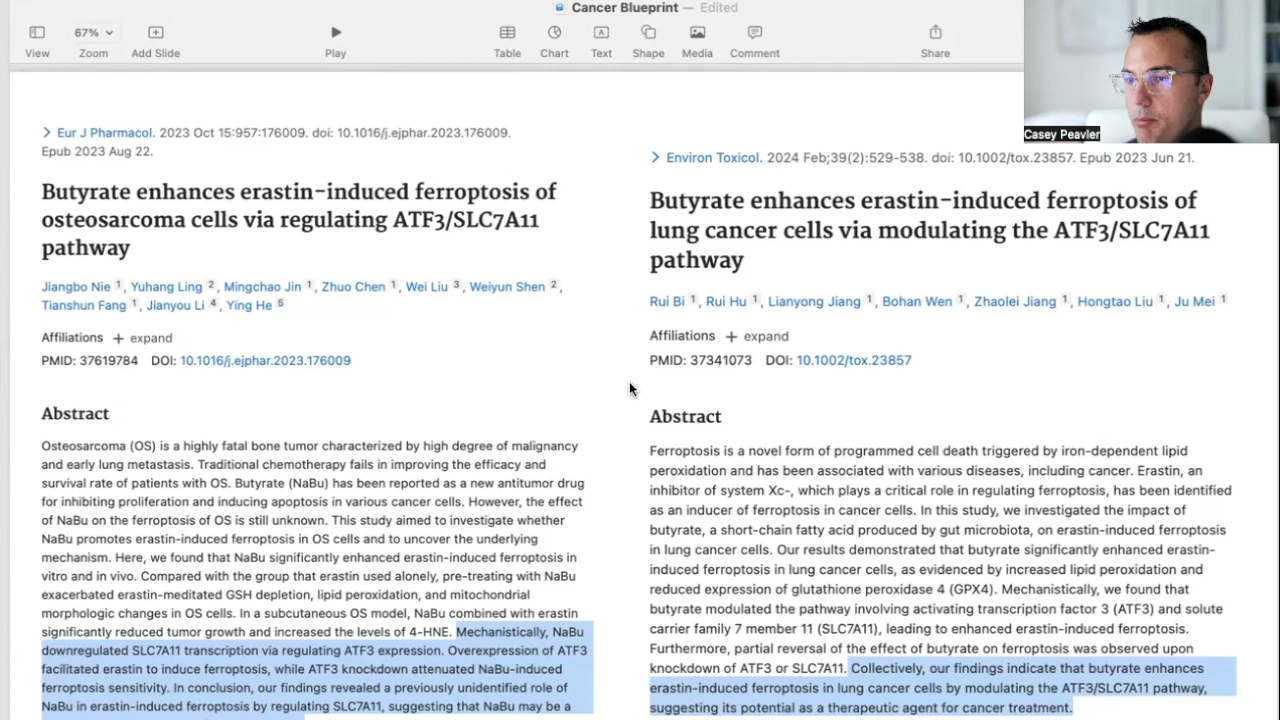 Cancer Blueprint — Edited
67%
View Zoom Add Slide Play Table Chart Text Shape Media Comment Share
Casey Peavler
Eur J Pharmacol. 2023 Oct 15:957:176009. doi: 10.1016/j.ejphar.2023.176009.
Epub 2023 Aug 22.
Butyrate enhances erastin-induced ferroptosis of
osteosarcoma cells via regulating ATF3/SLC7A11
pathway
Jiangbo Nie 1, Yuhang Ling 2, Mingchao Jin 1, Zhuo Chen 1, Wei Liu 3, Weiyun Shen 2,
Tianshun Fang 1, Jianyou Li 4, Ying He 5
Affiliations + expand
PMID: 37619784 DOI: 10.1016/j.ejphar.2023.176009
Abstract
Osteosarcoma (OS) is a highly fatal bone tumor characterized by high degree of malignancy
and early lung metastasis. Traditional chemotherapy fails in improving the efficacy and
survival rate of patients with OS. Butyrate (NaBu) has been reported as a new antitumor drug
for inhibiting proliferation and inducing apoptosis in various cancer cells. However, the effect
of NaBu on the ferroptosis of OS is still unknown. This study aimed to investigate whether
NaBu promotes erastin-induced ferroptosis in OS cells and to uncover the underlying
mechanism. Here, we found that NaBu significantly enhanced erastin-induced ferroptosis in
vitro and in vivo. Compared with the group that erastin used alonely, pre-treating with NaBu
exacerbated erastin-meditated GSH depletion, lipid peroxidation, and mitochondrial
morphologic changes in OS cells. In a subcutaneous OS model, NaBu combined with erastin
significantly reduced tumor growth and increased the levels of 4-HNE. Mechanistically, NaBu
downregulated SLC7A11 transcription via regulating ATF3 expression. Overexpression of ATF3
facilitated erastin to induce ferroptosis, while ATF3 knockdown attenuated NaBu-induced
ferroptosis sensitivity. In conclusion, our findings revealed a previously unidentified role of
NaBu in erastin-induced ferroptosis by regulating SLC7A11, suggesting that NaBu may be a
Environ Toxicol. 2024 Feb;39(2):529-538. doi: 10.1002/tox.23857. Epub 2023 Jun 21.
Butyrate enhances erastin-induced ferroptosis of
lung cancer cells via modulating the ATF3/SLC7A11
pathway
Rui Bi 1, Rui Hu 1, Lianyong Jiang 1, Bohan Wen 1, Zhaolei Jiang 1, Hongtao Liu 1, Ju Mei 1
Affiliations + expand
PMID: 37341073 DOI: 10.1002/tox.23857
Abstract
Ferroptosis is a novel form of programmed cell death triggered by iron-dependent lipid
peroxidation and has been associated with various diseases, including cancer. Erastin, an
inhibitor of system Xc-, which plays a critical role in regulating ferroptosis, has been identified
as an inducer of ferroptosis in cancer cells. In this study, we investigated the impact of
butyrate, a short-chain fatty acid produced by gut microbiota, on erastin-induced ferroptosis
in lung cancer cells. Our results demonstrated that butyrate significantly enhanced erastin-
induced ferroptosis in lung cancer cells, as evidenced by increased lipid peroxidation and
reduced expression of glutathione peroxidase 4 (GPX4). Mechanistically, we found that
butyrate modulated the pathway involving activating transcription factor 3 (ATF3) and solute
carrier family 7 member 11 (SLC7A11), leading to enhanced erastin-induced ferroptosis.
Furthermore, partial reversal of the effect of butyrate on ferroptosis was observed upon
knockdown of ATF3 or SLC7A11. Collectively, our findings indicate that butyrate enhances
erastin-induced ferroptosis in lung cancer cells by modulating the ATF3/SLC7A11 pathway,
suggesting its potential as a therapeutic agent for cancer treatment.